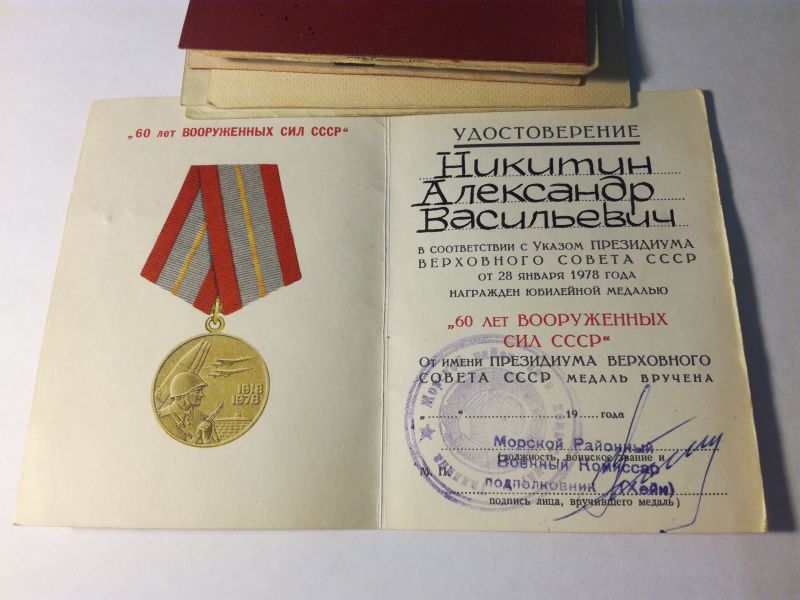 „60 лет ВООРУЖЕННЫХ СИЛ СССР“
1918
1978
УДОСТОВЕРЕНИЕ
Никитин
Александр
Васильевич
В СООТВЕТСТВИИ С УКАЗОМ ПРЕЗИДИУМА
ВЕРХОВНОГО СОВЕТА СССР
ОТ 28 ЯНВАРЯ 1978 ГОДА
НАГРАЖДЕН ЮБИЛЕЙНОЙ МЕДАЛЬЮ
„60 ЛЕТ ВООРУЖЕННЫХ
СИЛ СССР“
ОТ ИМЕНИ ПРЕЗИДИУМА ВЕРХОВНОГО
СОВЕТА СССР МЕДАЛЬ ВРУЧЕНА
„ “ 19 года
Морской Районный
(должность, воинское звание и
Военный Комиссар
М. П.
подполковник (Хейн)
подпись лица, вручившего медаль)